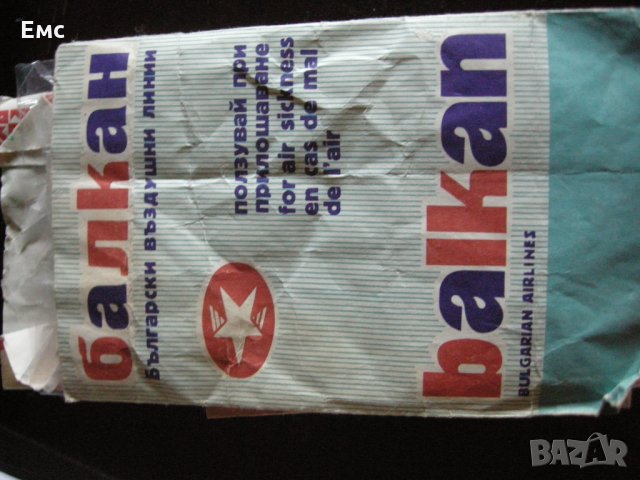 Емс
балкан
Български въздушни линии
ползувай при
прилошаване
for air sickness
en cas de mal
de l'air
balkan
BULGARIAN AIRLINES
BAZAR